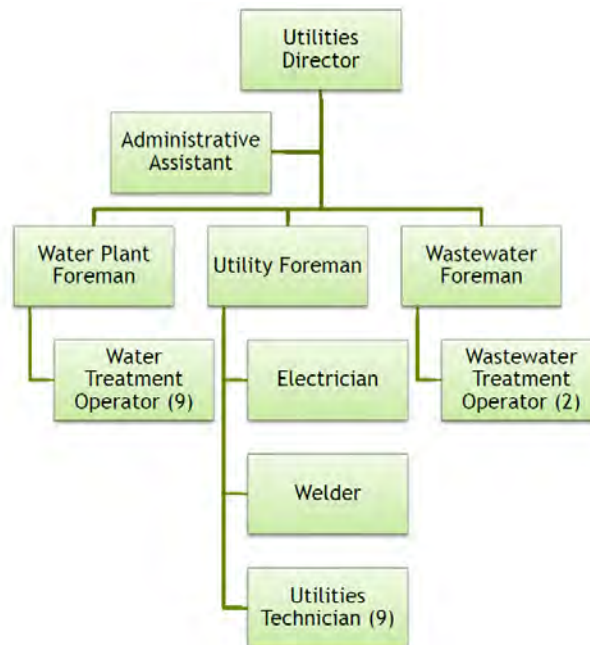 Utilities
Director
Administrative
Assistant
Water Plant
Foreman
Utility Foreman
Wastewater
Foreman
Water
Treatment
Operator (9)
Electrician
Wastewater
Treatment
Operator (2)
Welder
Utilities
Technician (9)